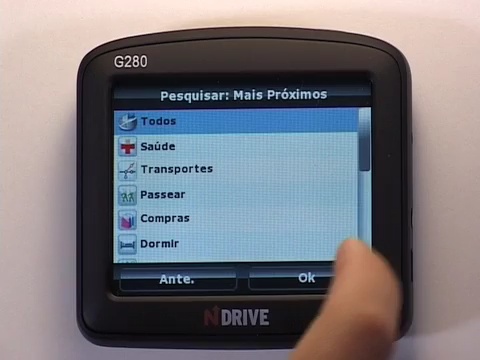 G280
Pesquisar: Mais Próximos
Todos
Saúde
Transportes
Passear
Compras
Dormir
Ante. Ok
NDRIVE